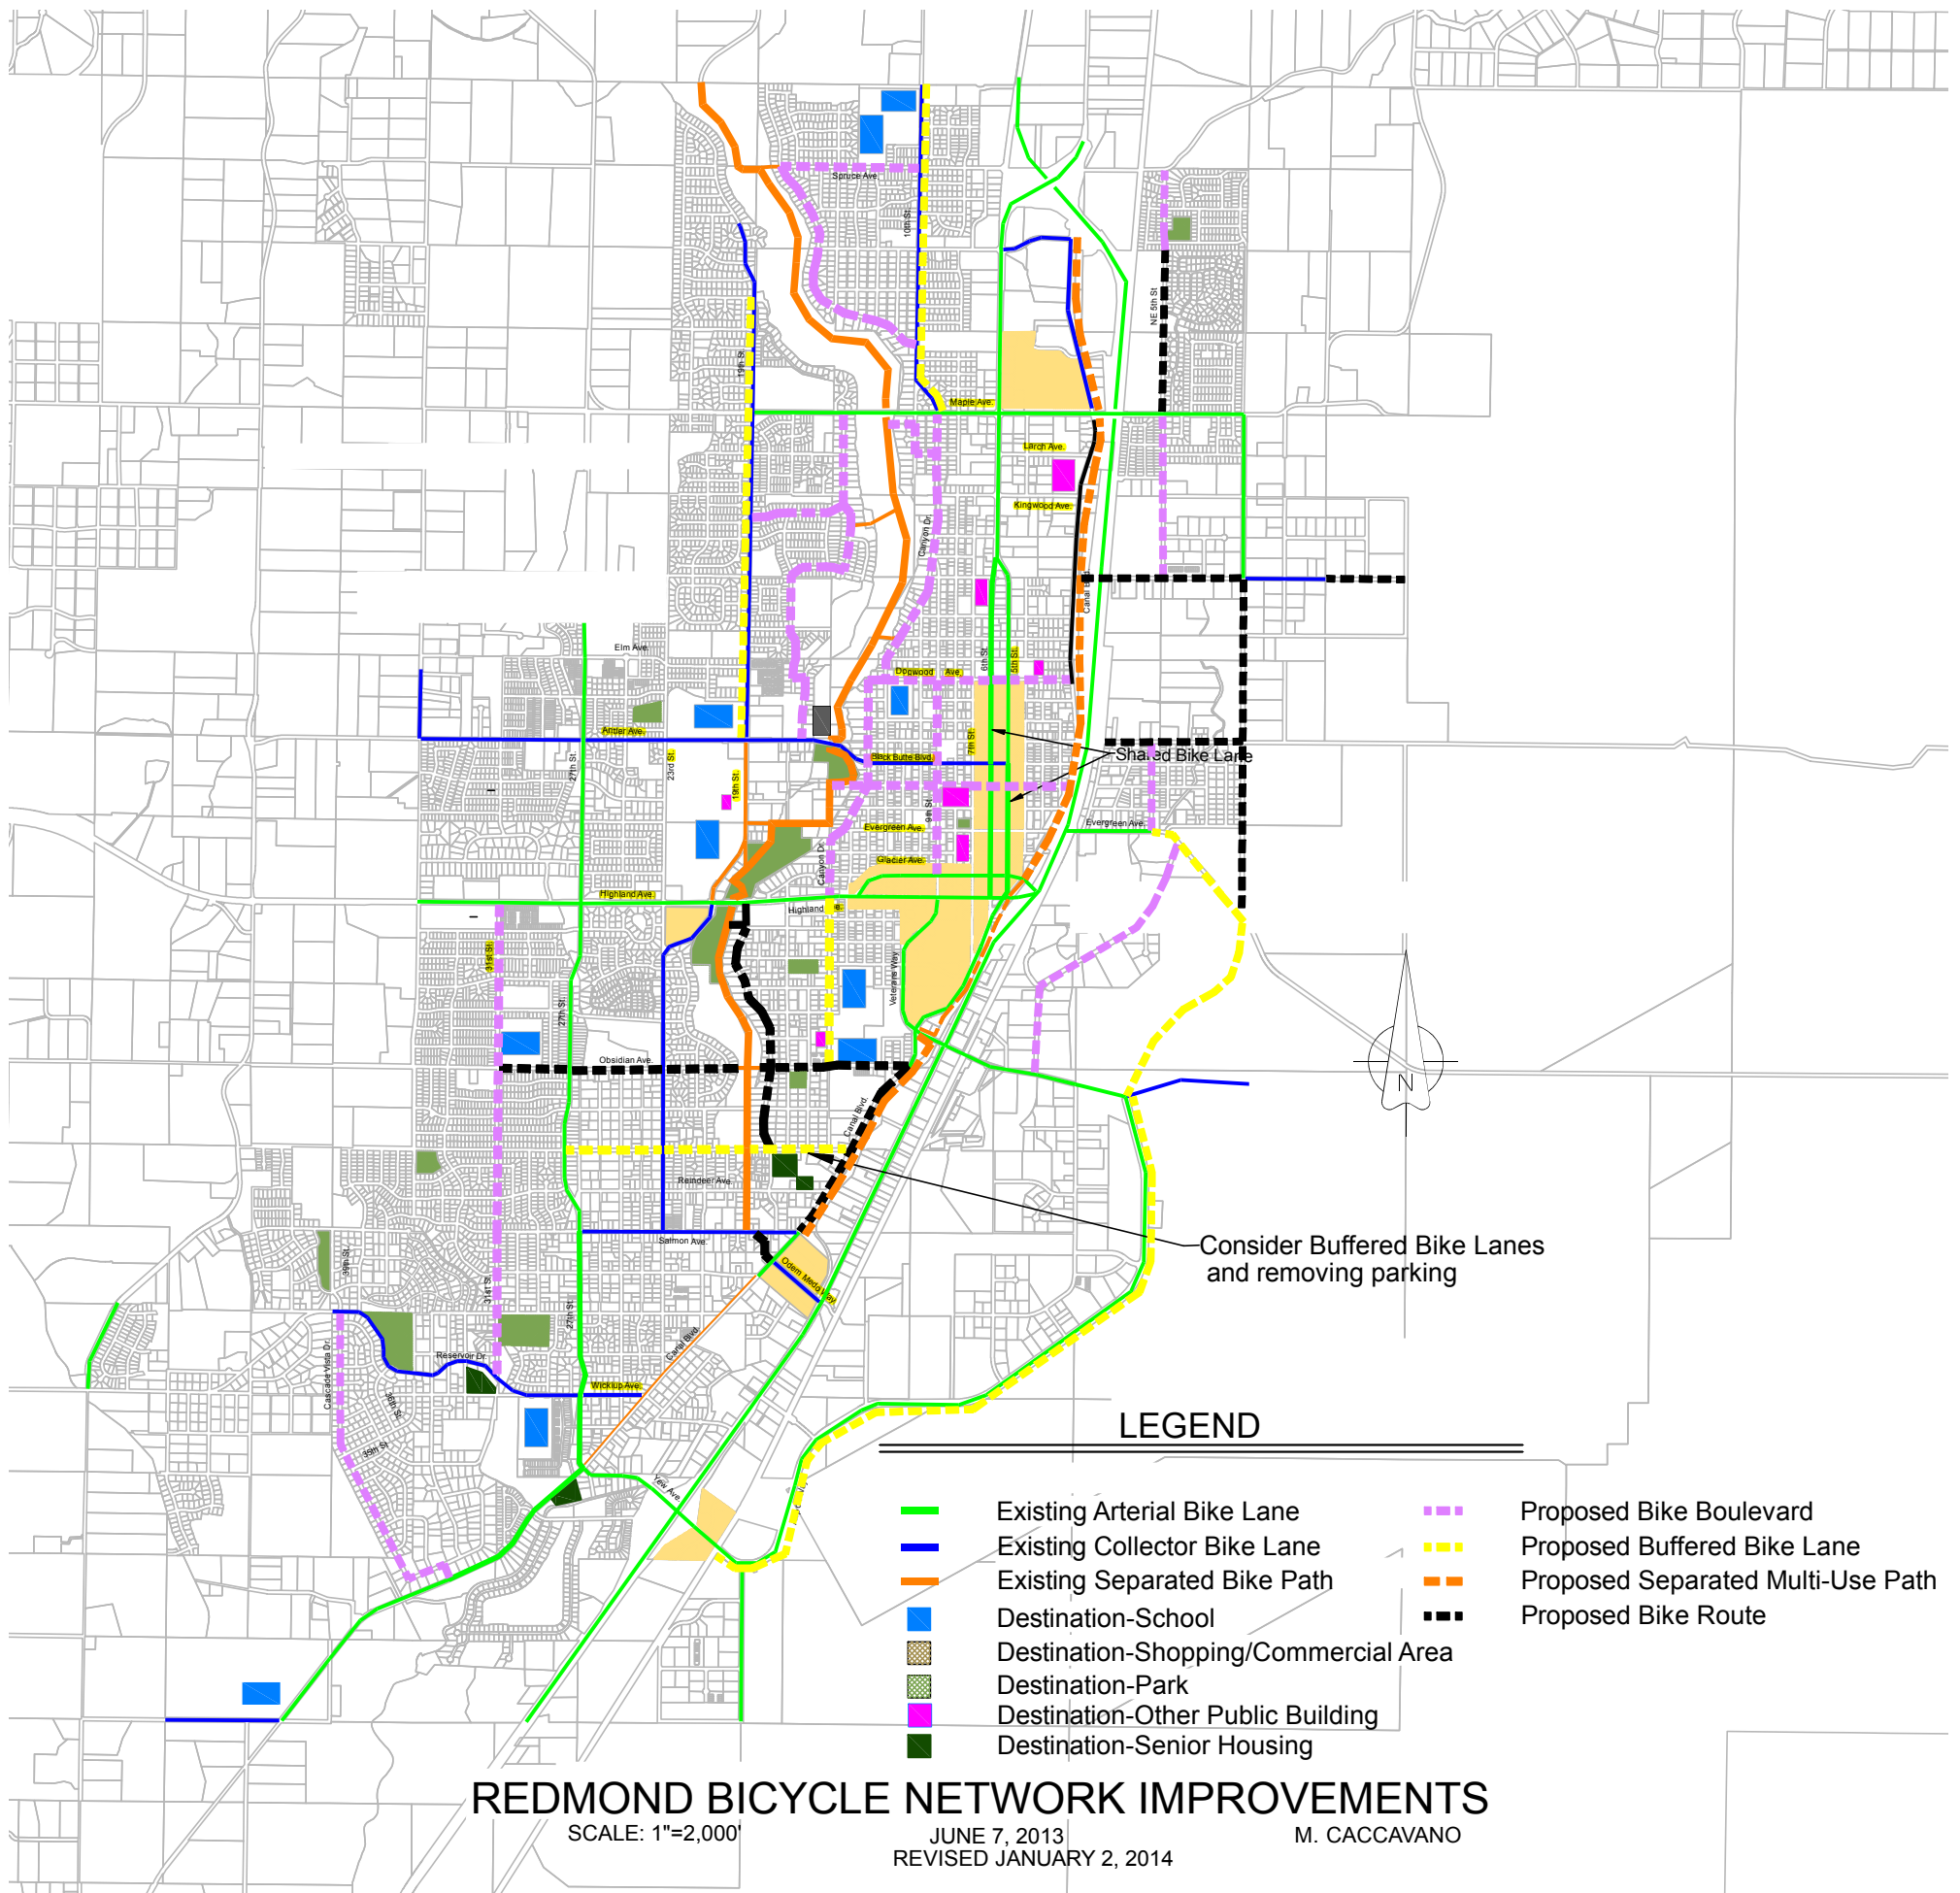 Spruce Ave.
10th St.
NE 5th St
19th St.
Maple Ave.
Larch Ave.
Kingwood Ave.
Canyon Dr.
Canal Blvd.
Elm Ave.
Dogwood Ave.
6th St.
5th St.
Antler Ave.
27th St.
23rd St.
19th St.
Black Butte Blvd.
7th St.
Shared Bike Lane
9th St.
Evergreen Ave.
Evergreen Ave.
Glacier Ave.
Canyon Dr.
Highland Ave.
Highland
31st St.
Veterans Way
27th St.
Obsidian Ave.
Canal Blvd.
N
Reindeer Ave.
Salmon Ave.
Consider Buffered Bike Lanes
and removing parking
39th St.
Odem Medo Way
31st St.
27th St.
Canal Blvd.
Cascade Vista Dr.
Reservoir Dr.
Wickiup Ave.
36th St.
35th St.
Yew Ave.
LEGEND
Existing Arterial Bike Lane
Existing Collector Bike Lane
Existing Separated Bike Path
Destination-School
Destination-Shopping/Commercial Area
Destination-Park
Destination-Other Public Building
Destination-Senior Housing
Proposed Bike Boulevard
Proposed Buffered Bike Lane
Proposed Separated Multi-Use Path
Proposed Bike Route
REDMOND BICYCLE NETWORK IMPROVEMENTS
SCALE: 1"=2,000'
JUNE 7, 2013
M. CACCAVANO
REVISED JANUARY 2, 2014